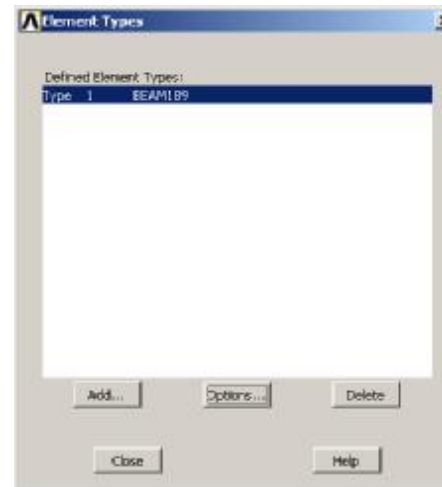 Element Types
Defined Element Types:
Type 1 BEAM189
Add... Options... Delete
Close Help